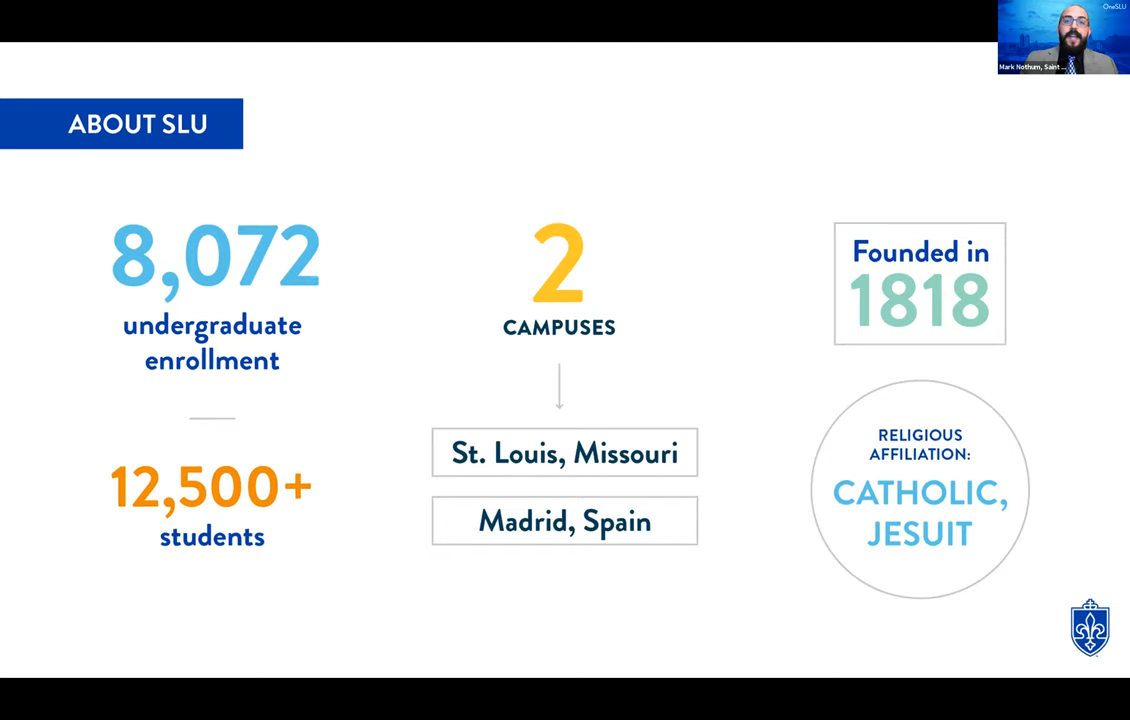 OneSLU
Mark Nothum, Saint ...
ABOUT SLU
8,072
undergraduate
enrollment
12,500+
students
2
CAMPUSES
St. Louis, Missouri
Madrid, Spain
Founded in
1818
RELIGIOUS
AFFILIATION:
CATHOLIC,
JESUIT